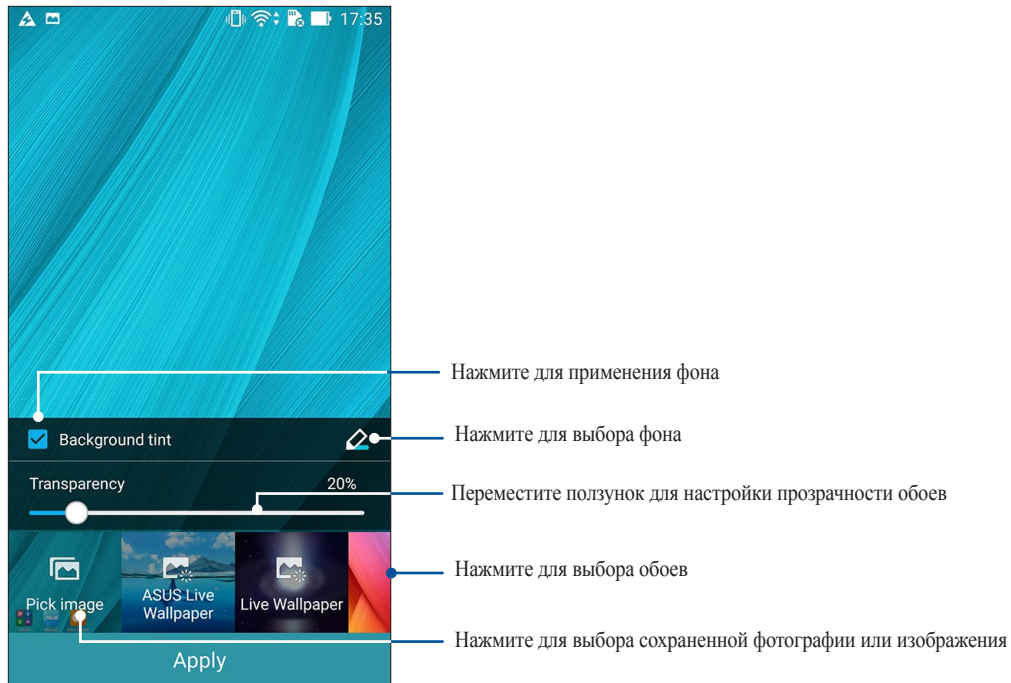 17:35
Нажмите для применения фона
Background tint
Нажмите для выбора фона
Transparency
20%
Переместите ползунок для настройки прозрачности обоев
Pick image
ASUS Live
Wallpaper
Live Wallpaper
Нажмите для выбора обоев
Нажмите для выбора сохраненной фотографии или изображения
Apply